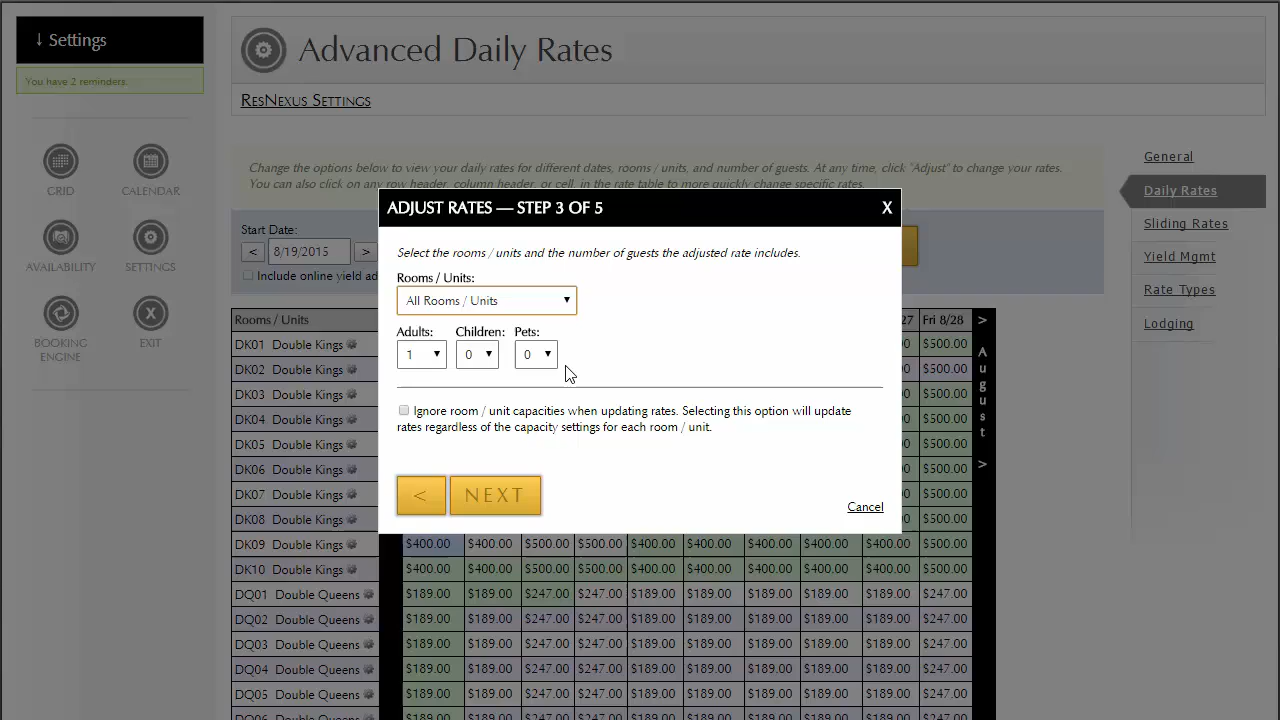 ↓ Settings
You have 2 reminders.
GRID
CALENDAR
AVAILABILITY
SETTINGS
BOOKING
ENGINE
X
EXIT
Advanced Daily Rates
RESNEXUS SETTINGS
Change the options below to view your daily rates for different dates, rooms / units, and number of guests. At any time, click "Adjust" to change your rates.
You can also click on any row header, column header, or cell, in the rate table to more quickly change specific rates.
Start Date:
< 8/19/2015 >
Include online yield ad
General
Daily Rates
Sliding Rates
Yield Mgmt
Rate Types
Lodging
ADJUST RATES — STEP 3 OF 5 X
Select the rooms / units and the number of guests the adjusted rate includes.
Rooms / Units:
All Rooms / Units
Adults: Children: Pets:
1 0 0
Ignore room / unit capacities when updating rates. Selecting this option will update
rates regardless of the capacity settings for each room / unit.
< NEXT
Cancel
Rooms / Units 27 Fri 8/28 >
DK01 Double Kings 0 $500.00
DK02 Double Kings 0 $500.00
DK03 Double Kings 0 $500.00
DK04 Double Kings 0 $500.00
DK05 Double Kings 0 $500.00
DK06 Double Kings 0 $500.00
DK07 Double Kings 00 $500.00
DK08 Double Kings 00 $500.00
DK09 Double Kings $400.00 $400.00 $500.00 $500.00 $400.00 $400.00 $400.00 $400.00 $400.00 $500.00
DK10 Double Kings $400.00 $400.00 $500.00 $500.00 $400.00 $400.00 $400.00 $400.00 $400.00 $500.00
DQ01 Double Queens $189.00 $189.00 $247.00 $247.00 $189.00 $189.00 $189.00 $189.00 $189.00 $247.00
DQ02 Double Queens $189.00 $189.00 $247.00 $247.00 $189.00 $189.00 $189.00 $189.00 $189.00 $247.00
DQ03 Double Queens $189.00 $189.00 $247.00 $247.00 $189.00 $189.00 $189.00 $189.00 $189.00 $247.00
DQ04 Double Queens $189.00 $189.00 $247.00 $247.00 $189.00 $189.00 $189.00 $189.00 $189.00 $247.00
DQ05 Double Queens $189.00 $189.00 $247.00 $247.00 $189.00 $189.00 $189.00 $189.00 $189.00 $247.00
August
>